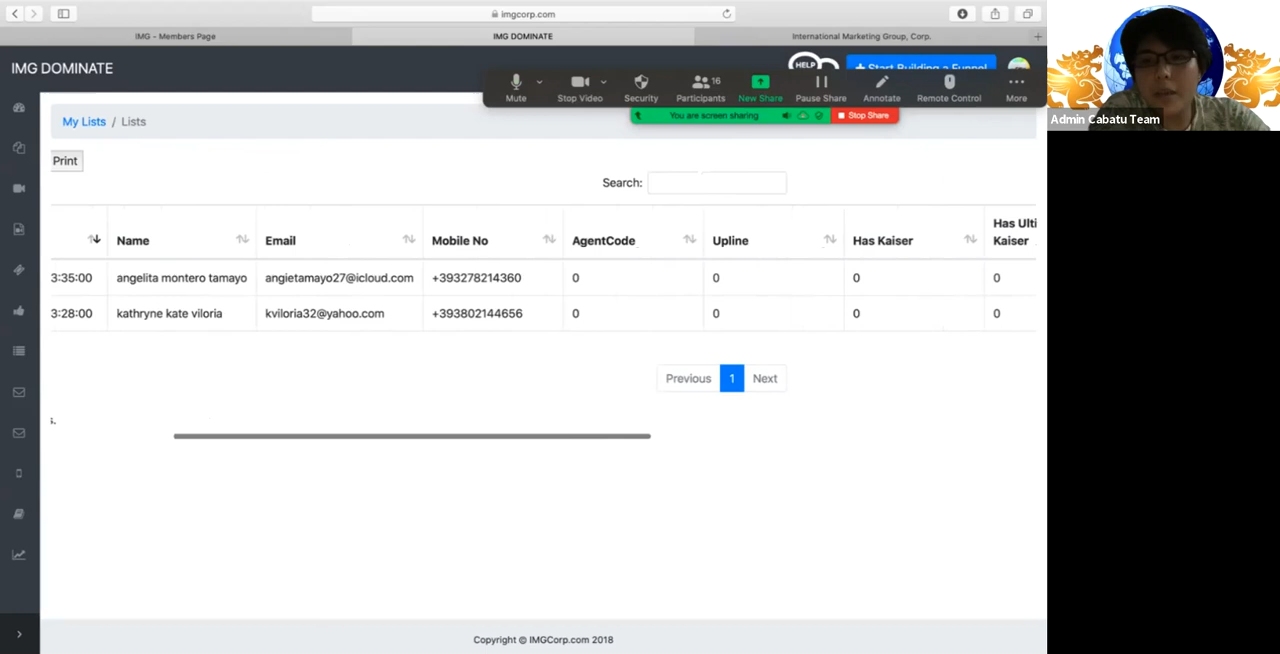 imgcorp.com
IMG - Members Page
IMG DOMINATE
International Marketing Group, Corp.
IMG DOMINATE
HELP
Start Building a Funnel
Mute
Stop Video
Security
16
Participants
New Share
Pause Share
Annotate
Remote Control
More
You are screen sharing
Stop Share
Admin Cabatu Team
My Lists / Lists
Print
Search:
Name Email Mobile No AgentCode Upline Has Kaiser Has Ulti
Kaiser
3:35:00 angelita montero tamayo angietamayo27@icloud.com +393278214360 0 0 0 0
3:28:00 kathryne kate viloria kviloria32@yahoo.com +393802144656 0 0 0 0
Previous 1 Next
s.
Copyright © IMGCorp.com 2018